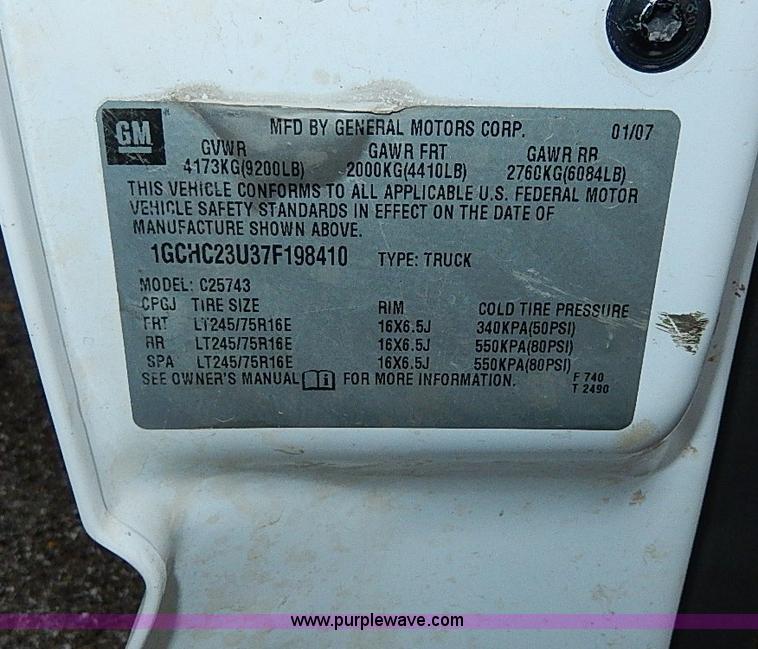 GM
MFD BY GENERAL MOTORS CORP. 01/07
GVWR GAWR FRT GAWR RR
4173KG(9200LB) 2000KG(4410LB) 2760KG(6084LB)
THIS VEHICLE CONFORMS TO ALL APPLICABLE U.S. FEDERAL MOTOR
VEHICLE SAFETY STANDARDS IN EFFECT ON THE DATE OF
MANUFACTURE SHOWN ABOVE.
1GCHC23U37F198410 TYPE: TRUCK
MODEL: C25743
CPGJ TIRE SIZE RIM COLD TIRE PRESSURE
FRT LT245/75R16E 16X6.5J 340KPA(50PSI)
RR LT245/75R16E 16X6.5J 550KPA(80PSI)
SPA LT245/75R16E 16X6.5J 550KPA(80PSI)
SEE OWNER'S MANUAL FOR MORE INFORMATION. F 740
T 2490
www.purplewave.com